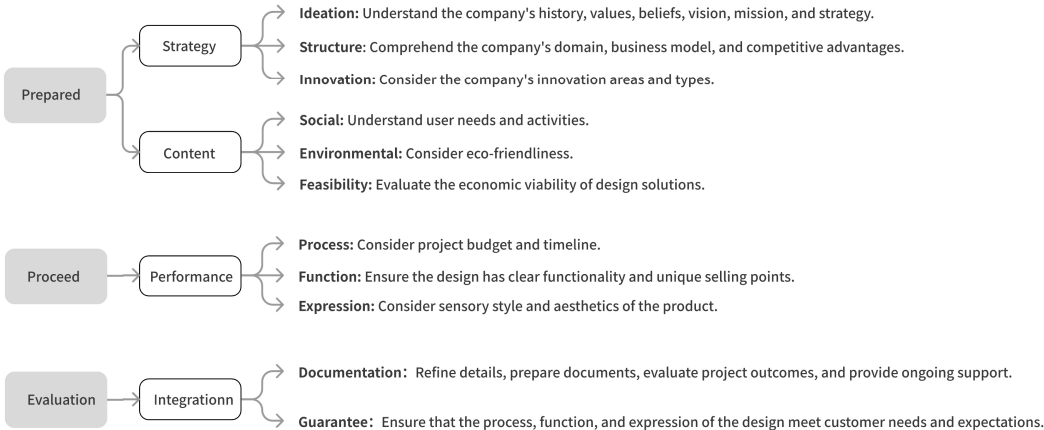 Ideation: Understand the company's history, values, beliefs, vision, mission, and strategy.
Strategy
Structure: Comprehend the company's domain, business model, and competitive advantages.
Innovation: Consider the company's innovation areas and types.
Prepared
Social: Understand user needs and activities.
Content
Environmental: Consider eco-friendliness.
Feasibility: Evaluate the economic viability of design solutions.
Process: Consider project budget and timeline.
Proceed
Performance
Function: Ensure the design has clear functionality and unique selling points.
Expression: Consider sensory style and aesthetics of the product.
Documentation: Refine details, prepare documents, evaluate project outcomes, and provide ongoing support.
Evaluation
Integrationn
Guarantee: Ensure that the process, function, and expression of the design meet customer needs and expectations.